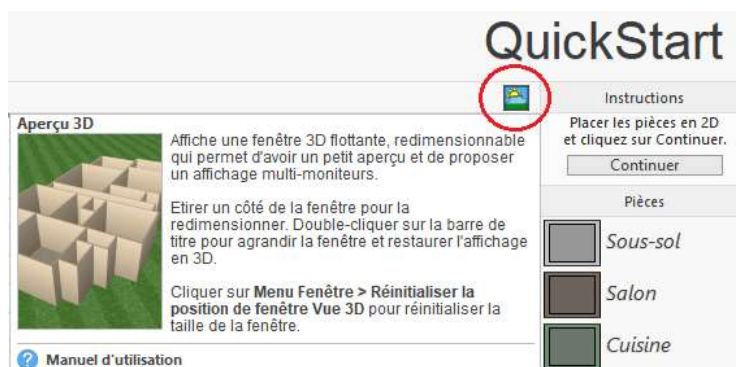 QuickStart
Aperçu 3D
Affiche une fenêtre 3D flottante, redimensionnable
qui permet d'avoir un petit aperçu et de proposer
un affichage multi-moniteurs.
Etirer un côté de la fenêtre pour la
redimensionner. Double-cliquer sur la barre de
titre pour agrandir la fenêtre et restaurer l'affichage
en 3D.
Cliquer sur Menu Fenêtre > Réinitialiser la
position de fenêtre Vue 3D pour réinitialiser la
taille de la fenêtre.
? Manuel d'utilisation
Instructions
Placer les pièces en 2D
et cliquez sur Continuer.
Continuer
Pièces
Sous-sol
Salon
Cuisine